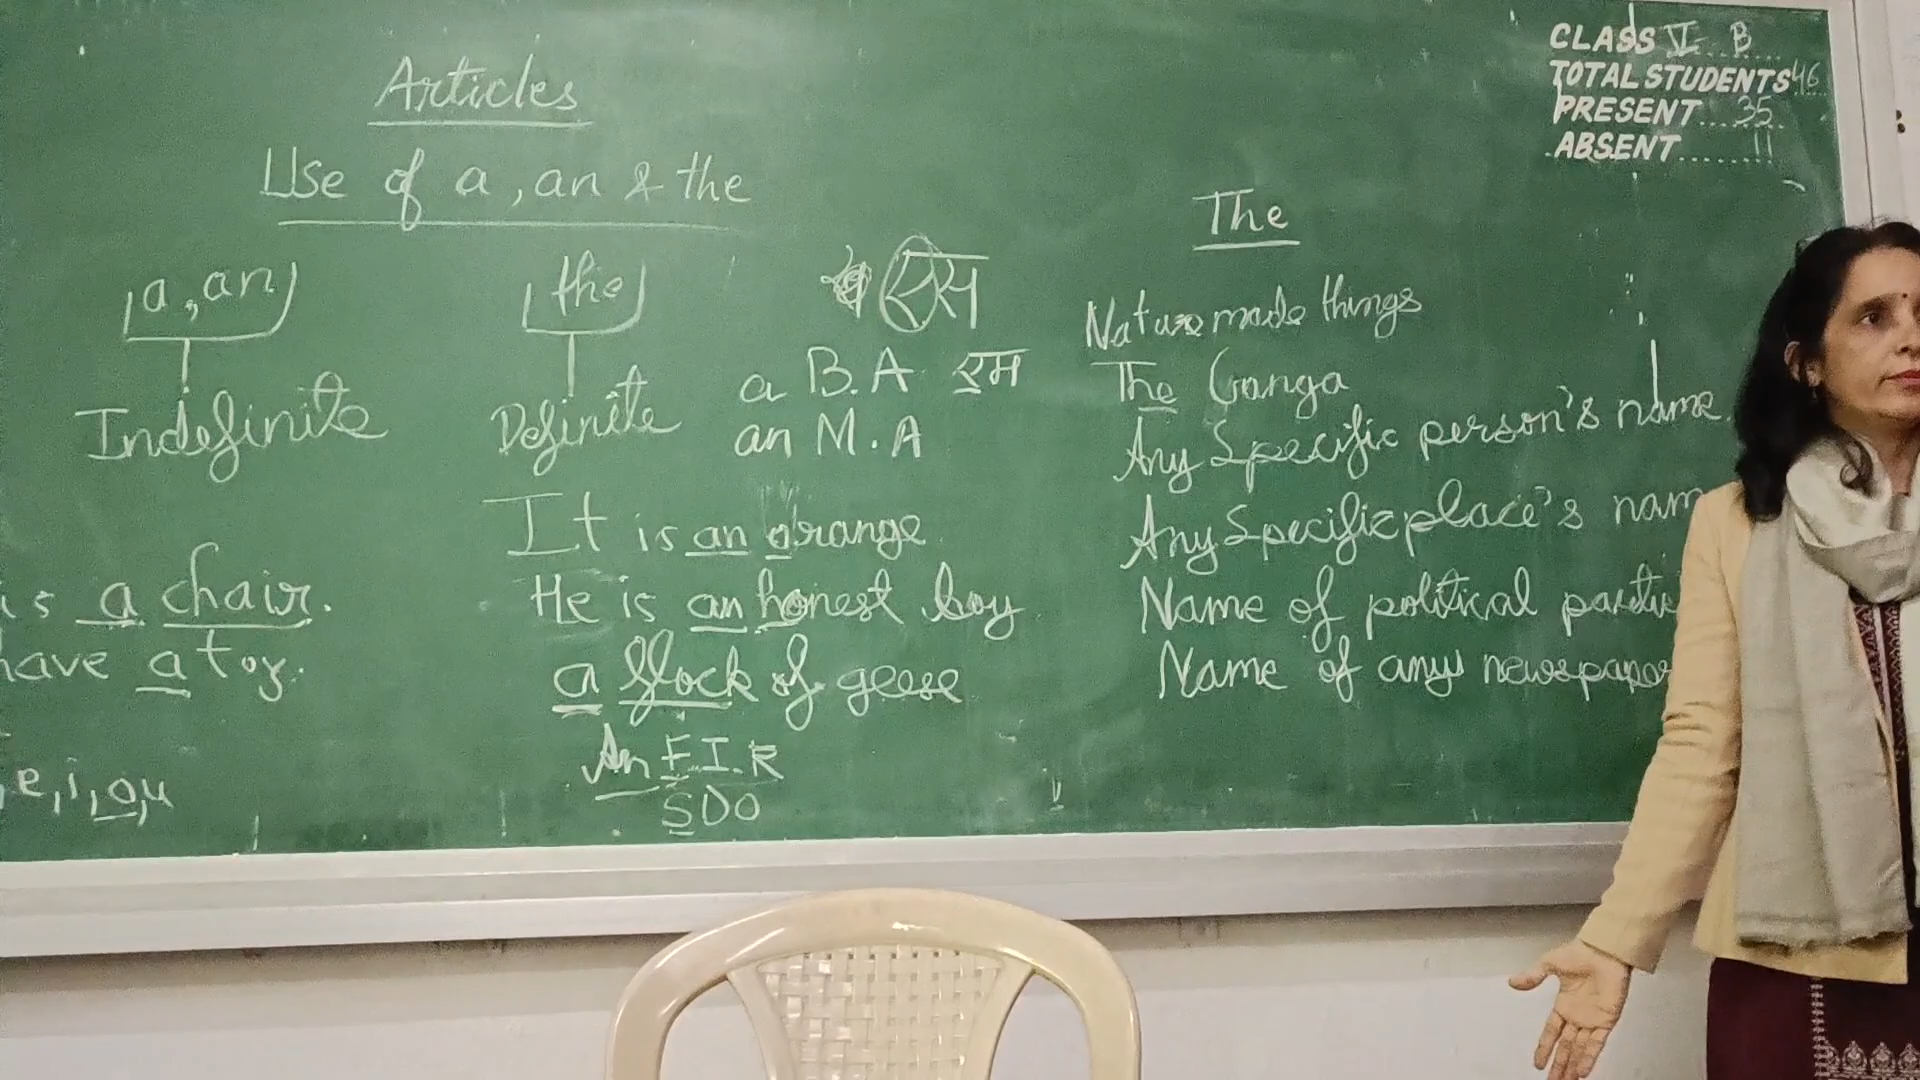 Articles
Use of a, an & the
a, an
Indefinite
the
Definite
एस
a B.A एम
an M.A
is a chair.
have a toy.
e, i, o, u
It is an orange
He is an honest boy
a flock of geese
An F.I.R
SDO
The
Nature made things
The Ganga
Any Specific person's name
Any Specific place's nam
Name of political partie
Name of any newspaper
CLASS VI B
TOTAL STUDENTS 46
PRESENT 35
ABSENT 11